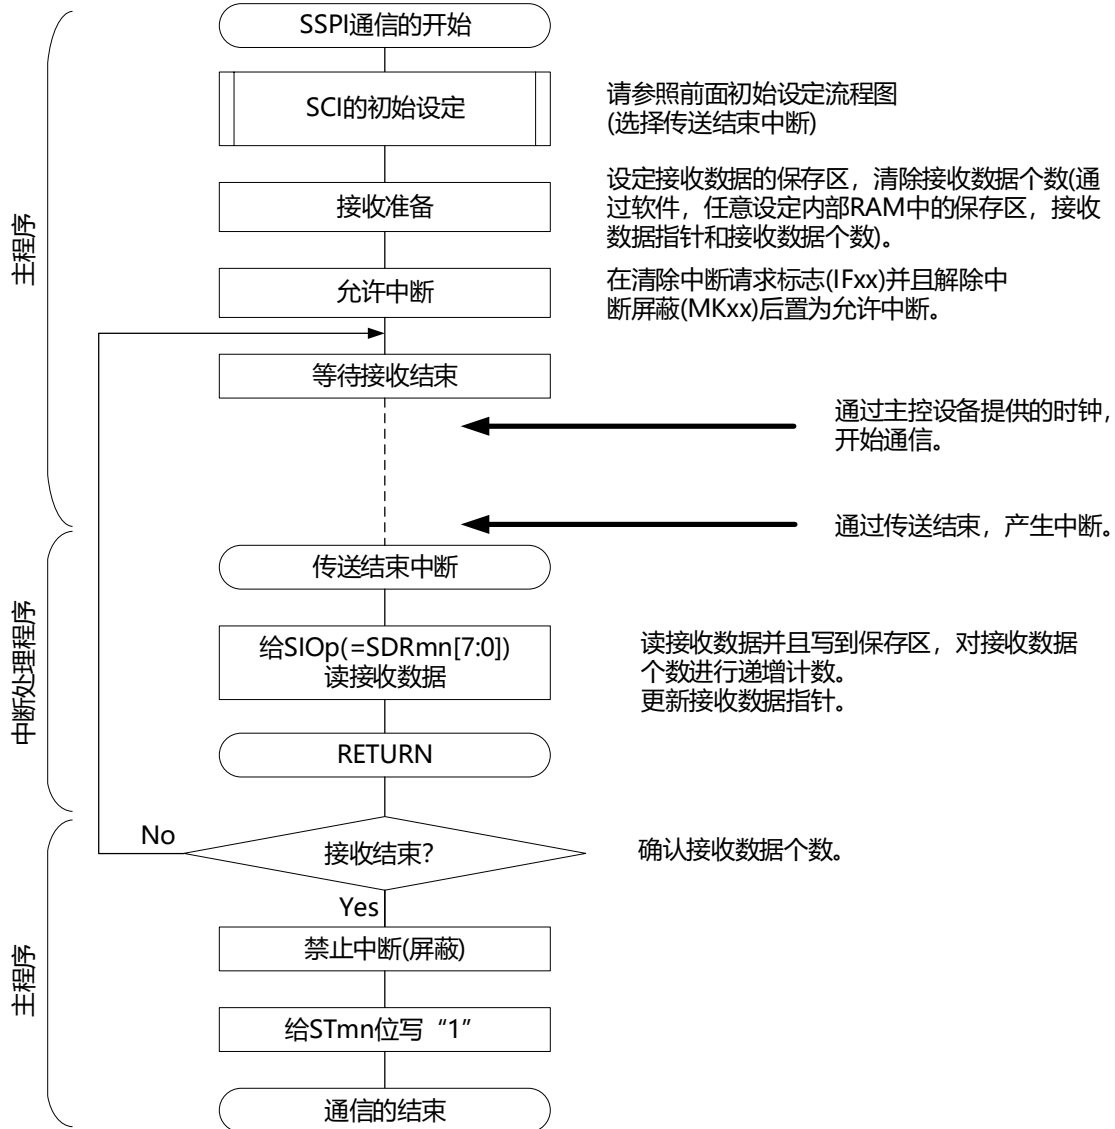 SSPI通信的开始
SCI的初始设定
请参照前面初始设定流程图
(选择传送结束中断)
接收准备
设定接收数据的保存区，清除接收数据个数(通
过软件，任意设定内部RAM中的保存区，接收
数据指针和接收数据个数)。
主程序
允许中断
在清除中断请求标志(IFxx)并且解除中
断屏蔽(MKxx)后置为允许中断。
等待接收结束
通过主控设备提供的时钟，
开始通信。
通过传送结束，产生中断。
传送结束中断
中断处理程序
给SIOp(=SDRmn[7:0])
读接收数据
读接收数据并且写到保存区，对接收数据
个数进行递增计数。
更新接收数据指针。
RETURN
No
接收结束?
确认接收数据个数。
Yes
禁止中断(屏蔽)
主程序
给STmn位写“1”
通信的结束